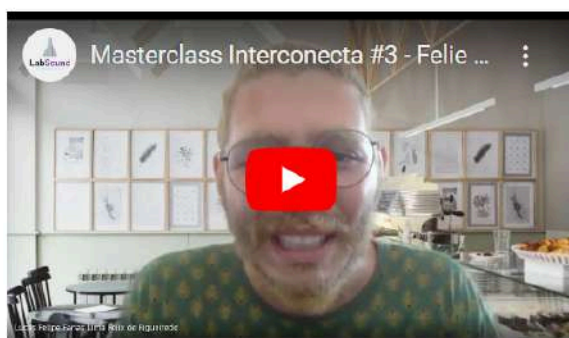 LabSound
Masterclass Interconecta #3 - Felie ...
Lucas Felipe Farias Lima Felix de Figueiredo